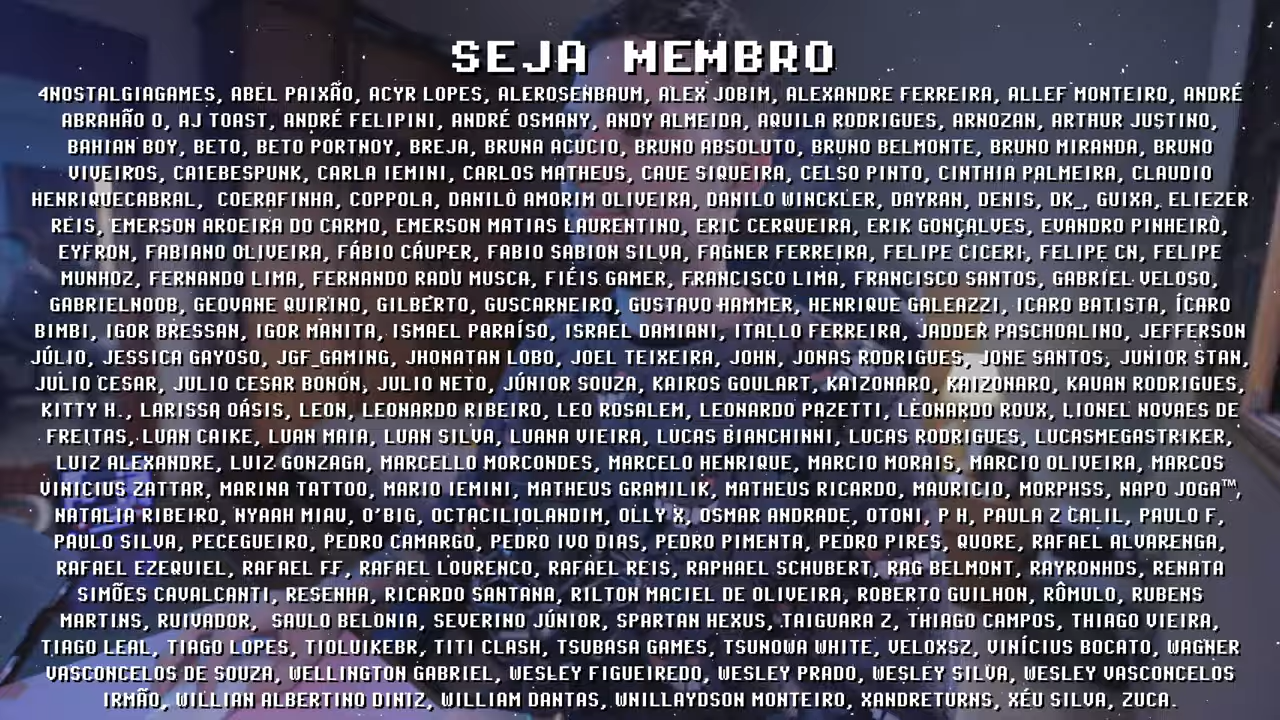 SEJA MEMBRO
4NOSTALGIAGAMES, ABEL PAIXÃO, ACYR LOPES, ALEROSENBAUM, ALEX JOBIM, ALEXANDRE FERREIRA, ALLEF MONTEIRO, ANDRÉ
ABRAHÃO O, AJ TOAST, ANDRÉ FELIPINI, ANDRÉ OSMANY, ANDY ALMEIDA, AQUILA RODRIGUES, ARNOZAN, ARTHUR JUSTINO,
BAHIAN BOY, BETO, BETO PORTNOY, BREJA, BRUNA ACUCIO, BRUNO ABSOLUTO, BRUNO BELMONTE, BRUNO MIRANDA, BRUNO
VIVEIROS, CA1EBESPUNK, CARLA IEMINI, CARLOS MATHEUS, CAVE SIQUEIRA, CELSO PINTO, CINTHIA PALMEIRA, CLAUDIO
HENRIQUECABRAL, COERAFINHA, COPPOLA, DANILO AMORIM OLIVEIRA, DANILO WINCKLER, DAYRAN, DENIS, DK_, GUIXA, ELIEZER
REIS, EMERSON AROEIRA DO CARMO, EMERSON MATIAS LAURENTINO, ERIC CERQUEIRA, ERIK GONÇALVES, EVANDRO PINHEIRO,
EYFRON, FABIANO OLIVEIRA, FÁBIO CÁUPER, FABIO SABION SILVA, FAGNER FERREIRA, FELIPE CICERI, FELIPE CN, FELIPE
MUNHOZ, FERNANDO LIMA, FERNANDO RADU MUSCA, FIÉIS GAMER, FRANCISCO LIMA, FRANCISCO SANTOS, GABRIEL VELOSO,
GABRIELNOOB, GEOVANE QUIRINO, GILBERTO, GUSCARNEIRO, GUSTAVO HAMMER, HENRIQUE GALEAZZI, ICARO BATISTA, ÍCARO
BIMBI, IGOR BRESSAN, IGOR MANITA, ISMAEL PARAÍSO, ISRAEL DAMIANI, ITALLO FERREIRA, JADDER PASCHOALINO, JEFFERSON
JÚLIO, JESSICA GAYOSO, JGF_GAMING, JHONATAN LOBO, JOEL TEIXEIRA, JOHN, JONAS RODRIGUES, JONE SANTOS, JUNIOR STAN,
JULIO CESAR, JULIO CESAR BONON, JULIO NETO, JÚNIOR SOUZA, KAIROS GOULART, KAIZONARO, KAIZONARO, KAUAN RODRIGUES,
KITTY H., LARISSA OÁSIS, LEON, LEONARDO RIBEIRO, LEO ROSALEM, LEONARDO PAZETTI, LEONARDO ROUX, LIONEL NOVAES DE
FREITAS, LUAN CAIKE, LUAN MAIA, LUAN SILVA, LUANA VIEIRA, LUCAS BIANCHINNI, LUCAS RODRIGUES, LUCASMEGASTRIKER,
LUIZ ALEXANDRE, LUIZ GONZAGA, MARCELLO MORCONDES, MARCELO HENRIQUE, MARCIO MORAIS, MARCIO OLIVEIRA, MARCOS
VINICIUS ZATTAR, MARINA TATTOO, MARIO IEMINI, MATHEUS GRAMILIK, MATHEUS RICARDO, MAURICIO, MORPHSS, NAPO JOGA™,
NATALIA RIBEIRO, NYAAH MIAU, O'BIG, OCTACILIOLANDIM, OLLY X, OSMAR ANDRADE, OTONI, P H, PAULA Z CALIL, PAULO F,
PAULO SILVA, PECEGUEIRO, PEDRO CAMARGO, PEDRO IVO DIAS, PEDRO PIMENTA, PEDRO PIRES, QUORE, RAFAEL ALVARENGA,
RAFAEL EZEQUIEL, RAFAEL FF, RAFAEL LOURENCO, RAFAEL REIS, RAPHAEL SCHUBERT, RAG BELMONT, RAYRONHDS, RENATA
SIMÕES CAVALCANTI, RESENHA, RICARDO SANTANA, RILTON MACIEL DE OLIVEIRA, ROBERTO GUILHON, RÔMULO, RUBENS
MARTINS, RUIVADOR, SAULO BELONIA, SEVERINO JÚNIOR, SPARTAN HEXUS, TAIGUARA Z, THIAGO CAMPOS, THIAGO VIEIRA,
TIAGO LEAL, TIAGO LOPES, TIOLUIKEBR, TITI CLASH, TSUBASA GAMES, TSUNOWA WHITE, VELOXSZ, VINÍCIUS BOCATO, WAGNER
VASCONCELOS DE SOUZA, WELLINGTON GABRIEL, WESLEY FIGUEIREDO, WESLEY PRADO, WESLEY SILVA, WESLEY VASCONCELOS
IRMÃO, WILLIAN ALBERTINO DINIZ, WILLIAM DANTAS, WNILLAYDSON MONTEIRO, XANDRETURNS, XÉU SILVA, ZUCA.